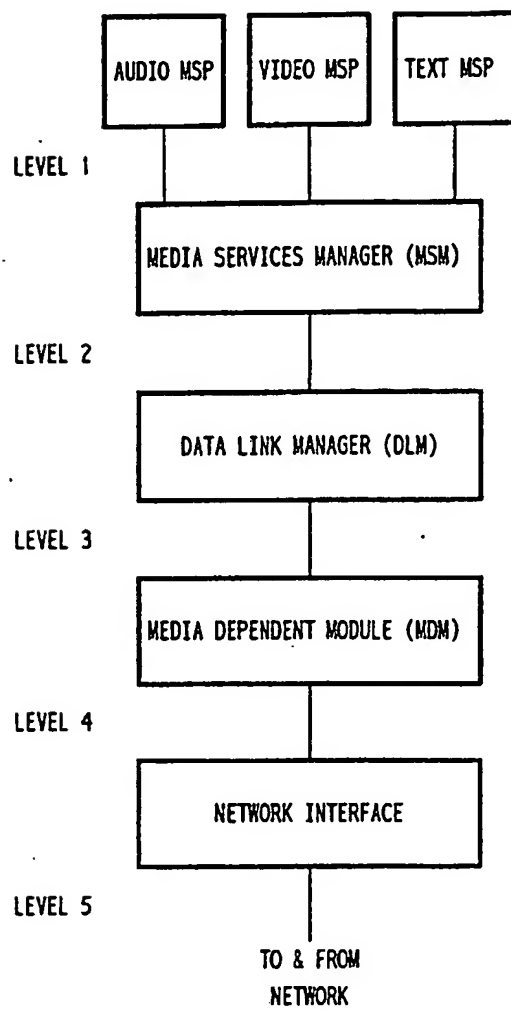 AUDIO MSP
VIDEO MSP
TEXT MSP
LEVEL 1
MEDIA SERVICES MANAGER (MSM)
LEVEL 2
DATA LINK MANAGER (DLM)
LEVEL 3
MEDIA DEPENDENT MODULE (MDM)
LEVEL 4
NETWORK INTERFACE
LEVEL 5
TO & FROM
NETWORK